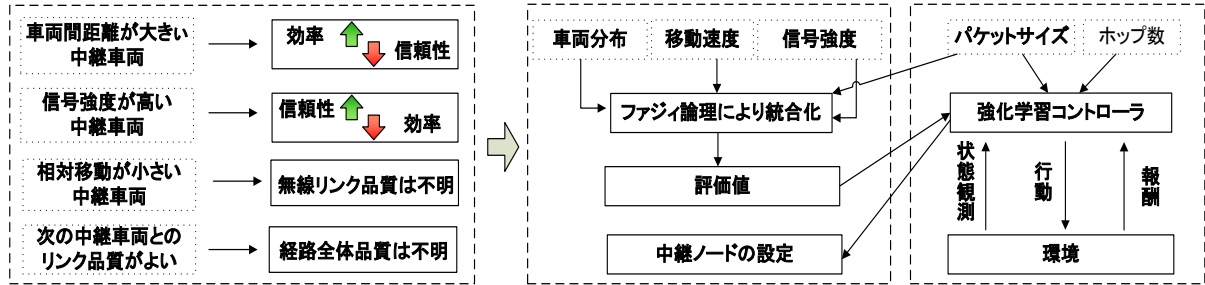 車両間距離が大きい
中継車両
効率
信頼性
信号強度が高い
中継車両
信頼性
効率
相対移動が小さい
中継車両
無線リンク品質は不明
次の中継車両との
リンク品質がよい
経路全体品質は不明
車両分布
移動速度
信号強度
ファジィ論理により統合化
評価値
中継ノードの設定
パケットサイズ
ホップ数
強化学習コントローラ
状態観測
行動
報酬
環境